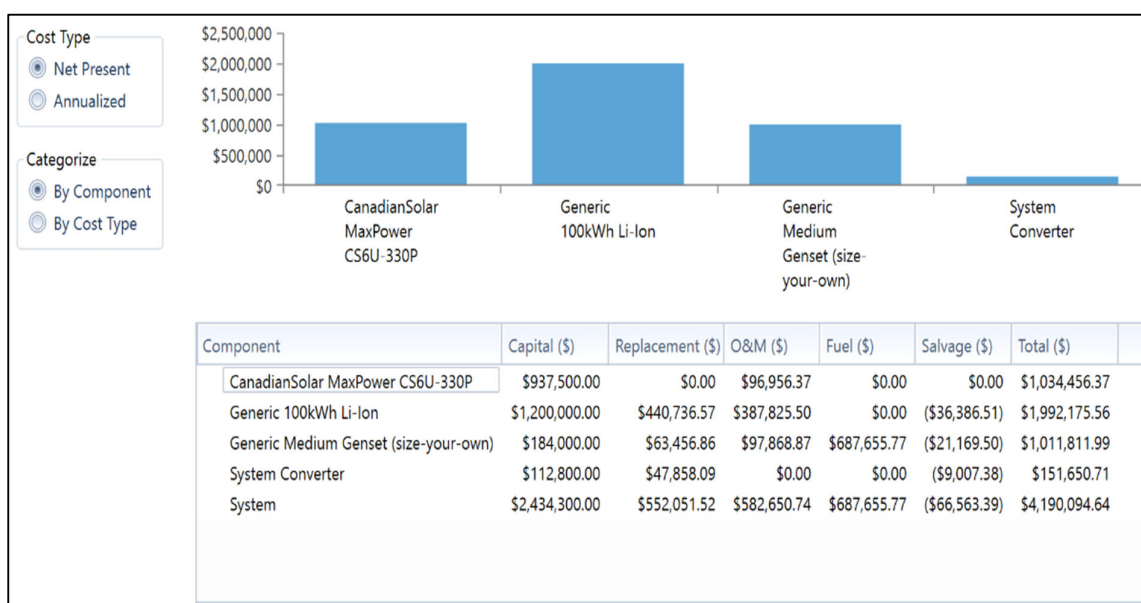 Cost Type
Net Present
Annualized
Categorize
By Component
By Cost Type
$2,500,000
$2,000,000
$1,500,000
$1,000,000
$500,000
$0
CanadianSolar
MaxPower
CS6U-330P
Generic
100kWh Li-Ion
Generic
Medium
Genset (size-
your-own)
System
Converter
Component Capital ($) Replacement ($) O&M ($) Fuel ($) Salvage ($) Total ($)
CanadianSolar MaxPower CS6U-330P $937,500.00 $0.00 $96,956.37 $0.00 $0.00 $1,034,456.37
Generic 100kWh Li-Ion $1,200,000.00 $440,736.57 $387,825.50 $0.00 ($36,386.51) $1,992,175.56
Generic Medium Genset (size-your-own) $184,000.00 $63,456.86 $97,868.87 $687,655.77 ($21,169.50) $1,011,811.99
System Converter $112,800.00 $47,858.09 $0.00 $0.00 ($9,007.38) $151,650.71
System $2,434,300.00 $552,051.52 $582,650.74 $687,655.77 ($66,563.39) $4,190,094.64